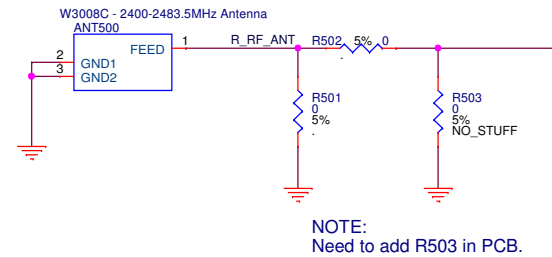 W3008C - 2400-2483.5MHz Antenna
ANT500
FEED
1
2
GND1
3
GND2
R_RF_ANT
R502
5%
0
.
R501
0
5%
.
R503
0
5%
NO_STUFF
NOTE:
Need to add R503 in PCB.